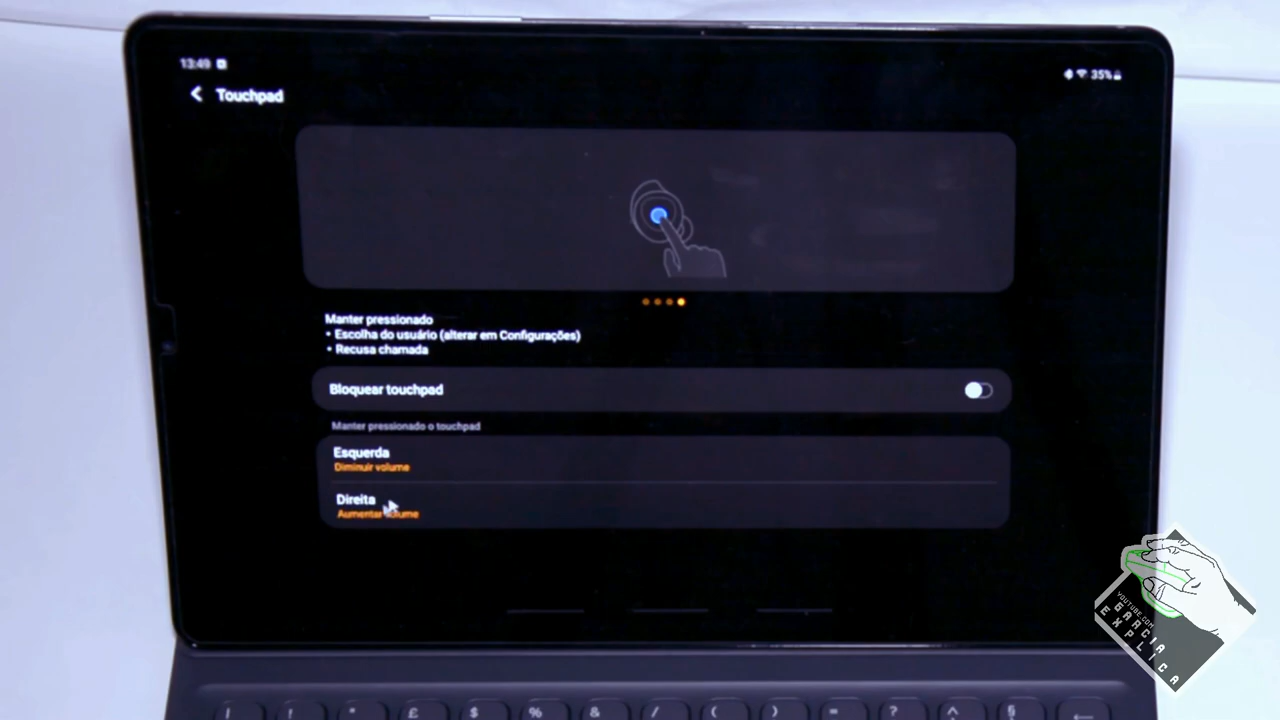 13:49
35%
Touchpad
Manter pressionado
• Escolha do usuário (alterar em Configurações)
• Recusa chamada
Bloquear touchpad
Manter pressionado o touchpad
Esquerda
Diminuir volume
Direita
Aumentar volume
YOUTUBE.COM
GARCIA
EXPLICA
! * £ $ % & / ( ) = ? ^ § ←